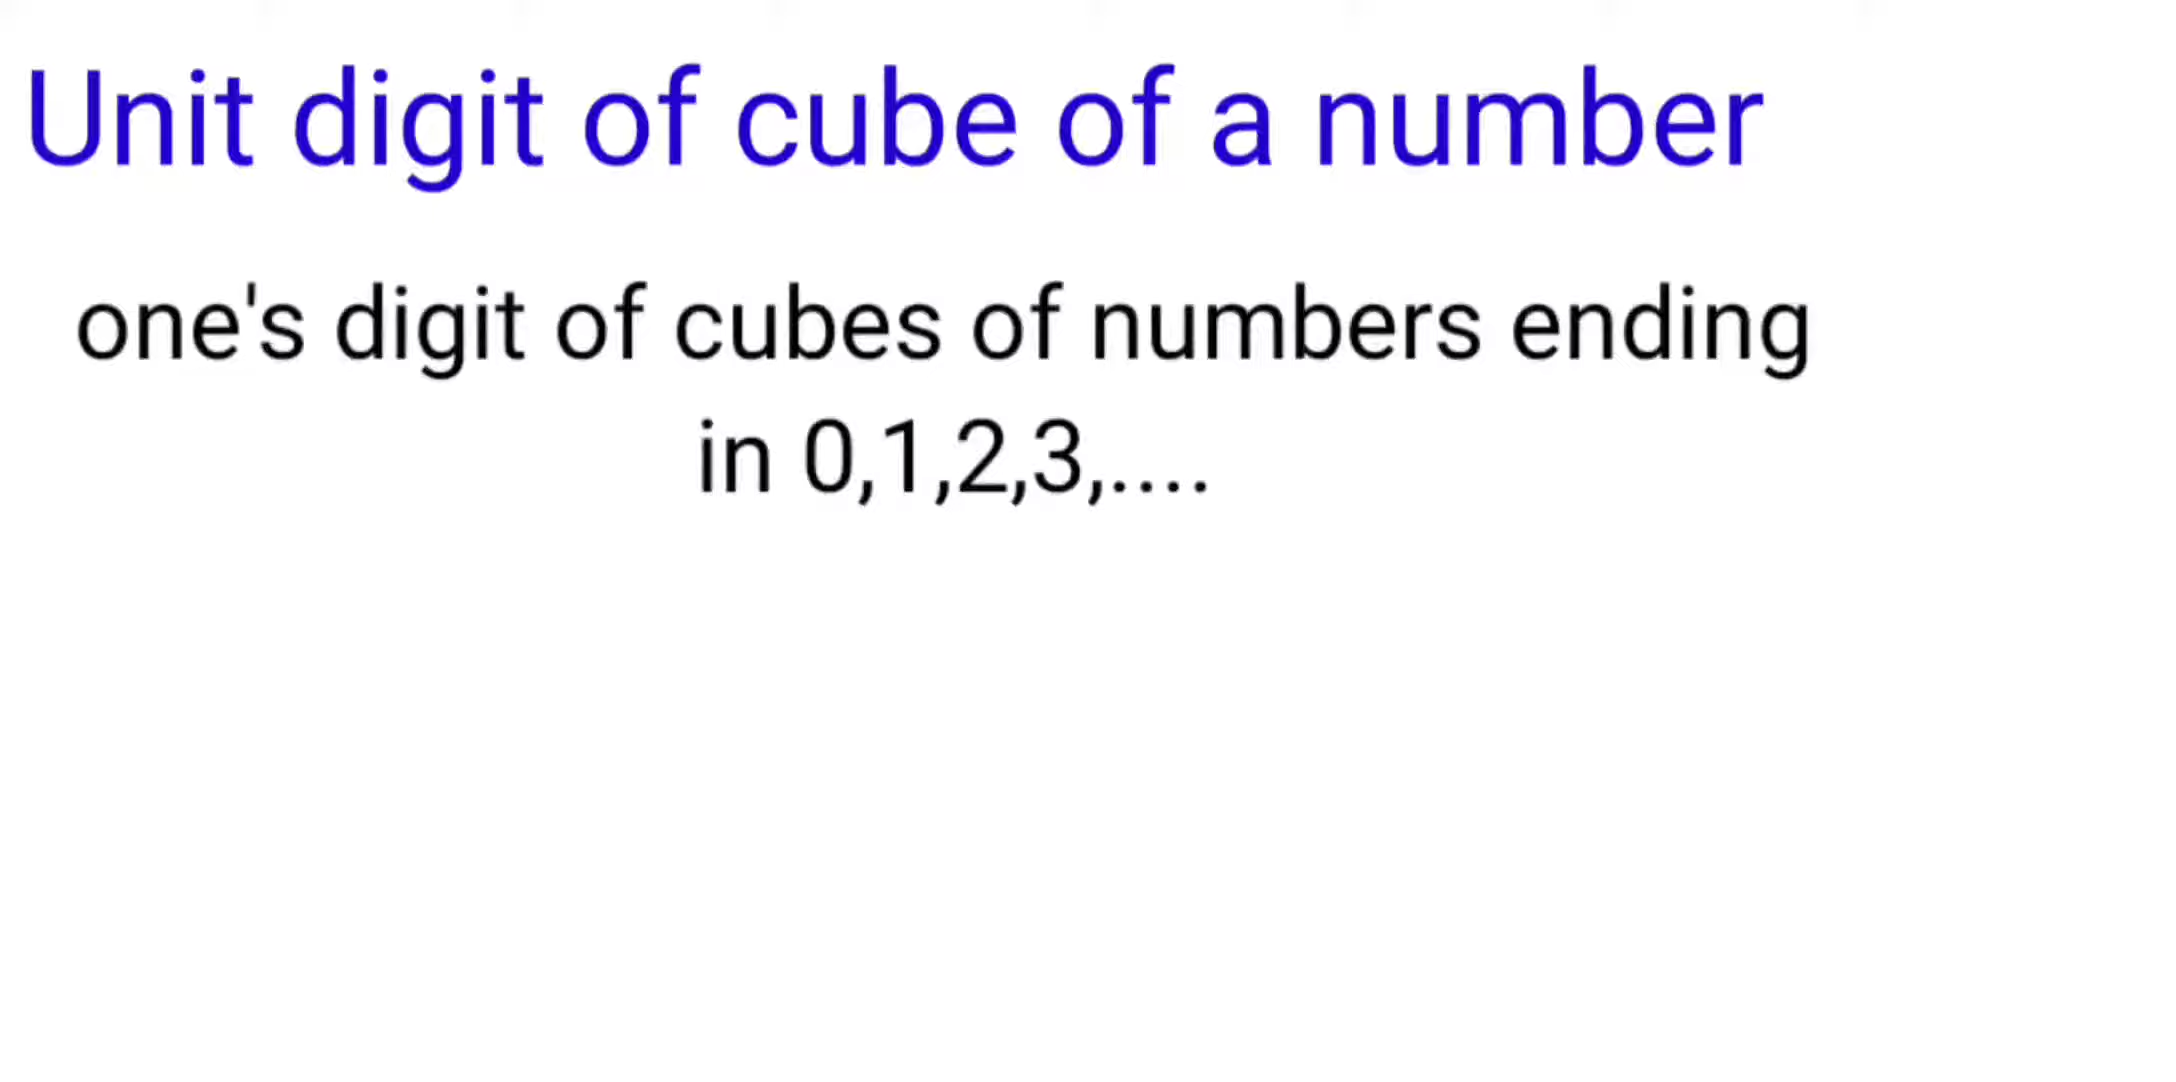 Unit digit of cube of a number
one's digit of cubes of numbers ending
in 0,1,2,3,....